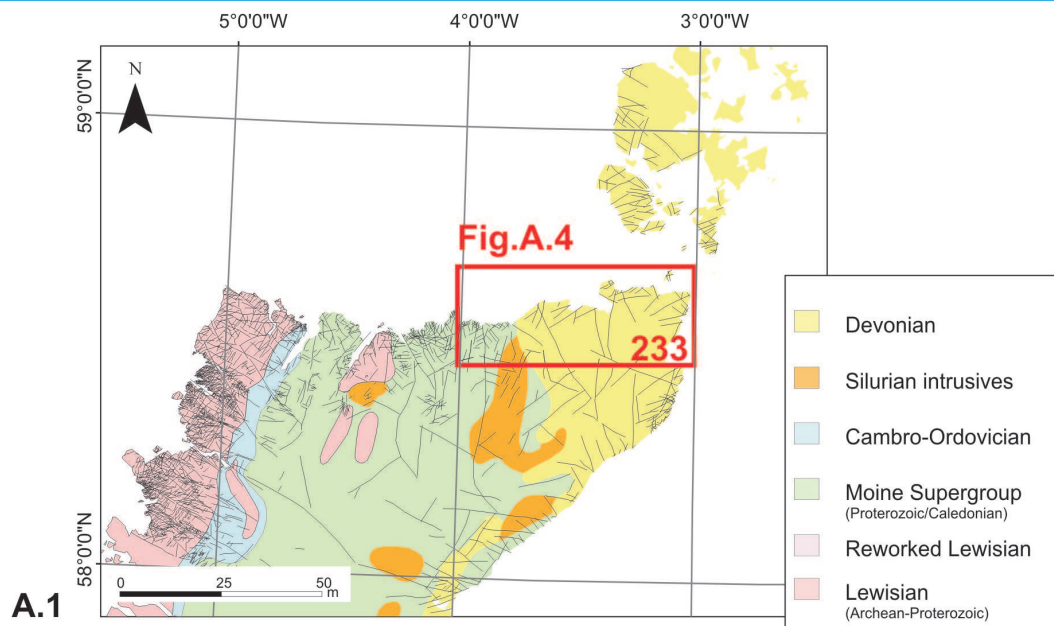 5°0'0"W 4°0'0"W 3°0'0"W
N
59°0'0"N
Fig.A.4
233
58°0'0"N
0 25 50
m
A.1
Devonian
Silurian intrusives
Cambro-Ordovician
Moine Supergroup
(Proterozoic/Caledonian)
Reworked Lewisian
Lewisian
(Archean-Proterozoic)